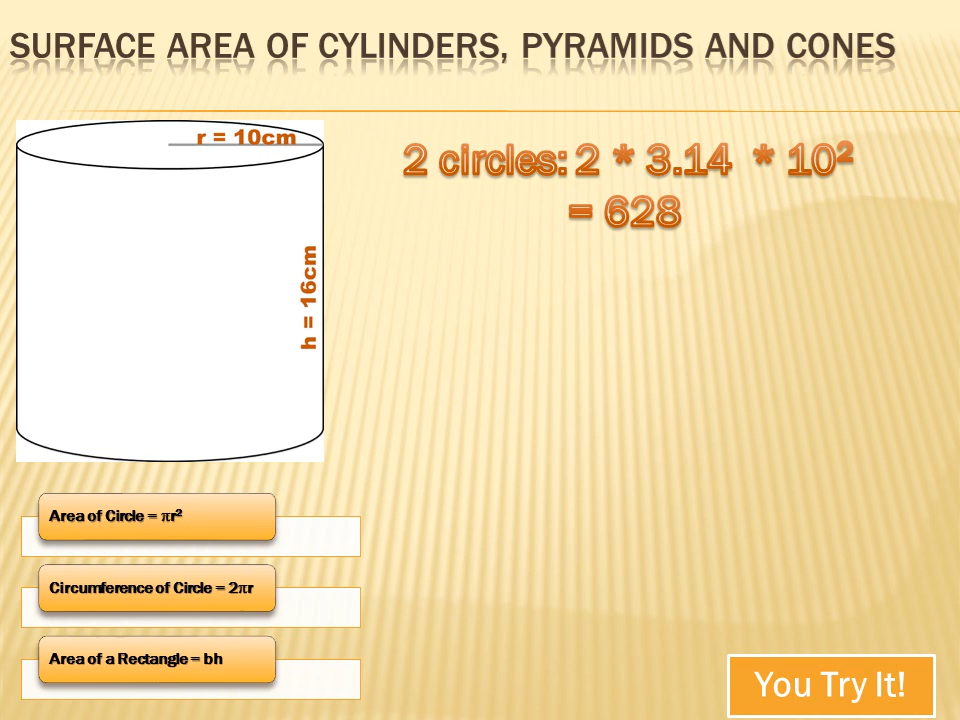 SURFACE AREA OF CYLINDERS, PYRAMIDS AND CONES
r = 10cm
h = 16cm
2 circles: 2 * 3.14 * 10²
= 628
Area of Circle = πr²
Circumference of Circle = 2πr
Area of a Rectangle = bh
You Try It!